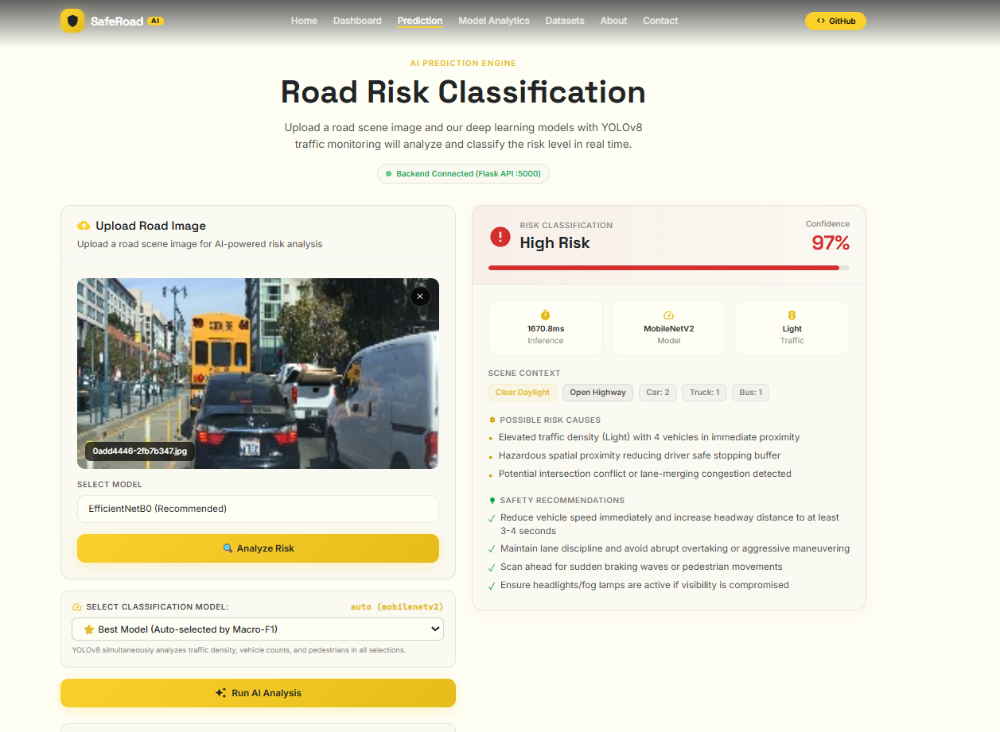 SafeRoad AI
Home Dashboard Prediction Model Analytics Datasets About Contact
GitHub
AI PREDICTION ENGINE
Road Risk Classification
Upload a road scene image and our deep learning models with YOLOv8
traffic monitoring will analyze and classify the risk level in real time.
Backend Connected (Flask API :5000)
Upload Road Image
Upload a road scene image for AI-powered risk analysis
0add4446-2fb7b347.jpg
SELECT MODEL
EfficientNetB0 (Recommended)
Analyze Risk
SELECT CLASSIFICATION MODEL:
auto (mobilenetv2)
Best Model (Auto-selected by Macro-F1)
YOLOv8 simultaneously analyzes traffic density, vehicle counts, and pedestrians in all selections.
Run AI Analysis
RISK CLASSIFICATION
High Risk
Confidence
97%
1670.8ms
Inference
MobileNetV2
Model
Light
Traffic
SCENE CONTEXT
Clear Daylight Open Highway Car: 2 Truck: 1 Bus: 1
POSSIBLE RISK CAUSES
Elevated traffic density (Light) with 4 vehicles in immediate proximity
Hazardous spatial proximity reducing driver safe stopping buffer
Potential intersection conflict or lane-merging congestion detected
SAFETY RECOMMENDATIONS
Reduce vehicle speed immediately and increase headway distance to at least
3-4 seconds
Maintain lane discipline and avoid abrupt overtaking or aggressive maneuvering
Scan ahead for sudden braking waves or pedestrian movements
Ensure headlights/fog lamps are active if visibility is compromised